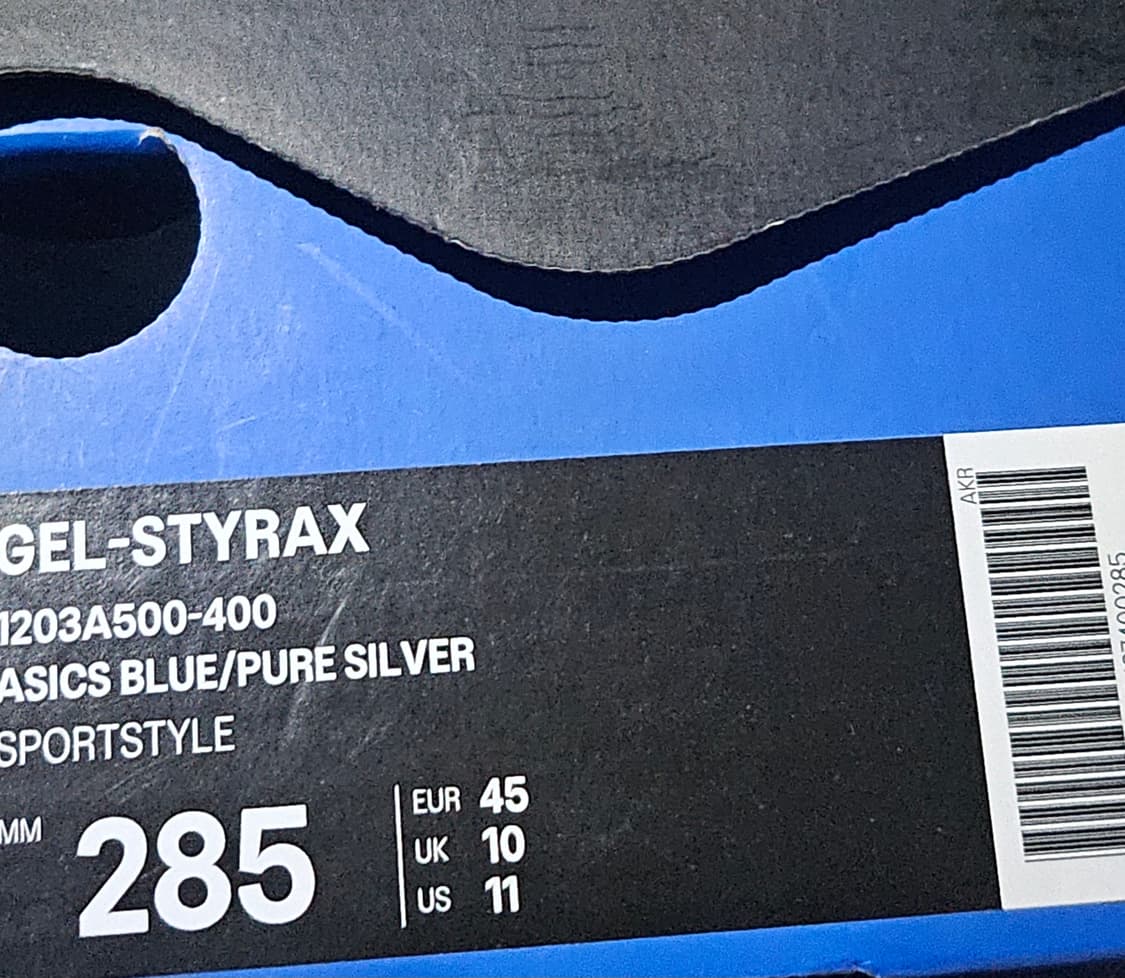 GEL-STYRAX
1203A500-400
ASICS BLUE/PURE SILVER
SPORTSTYLE
MM 285
EUR 45
UK 10
US 11
AKR